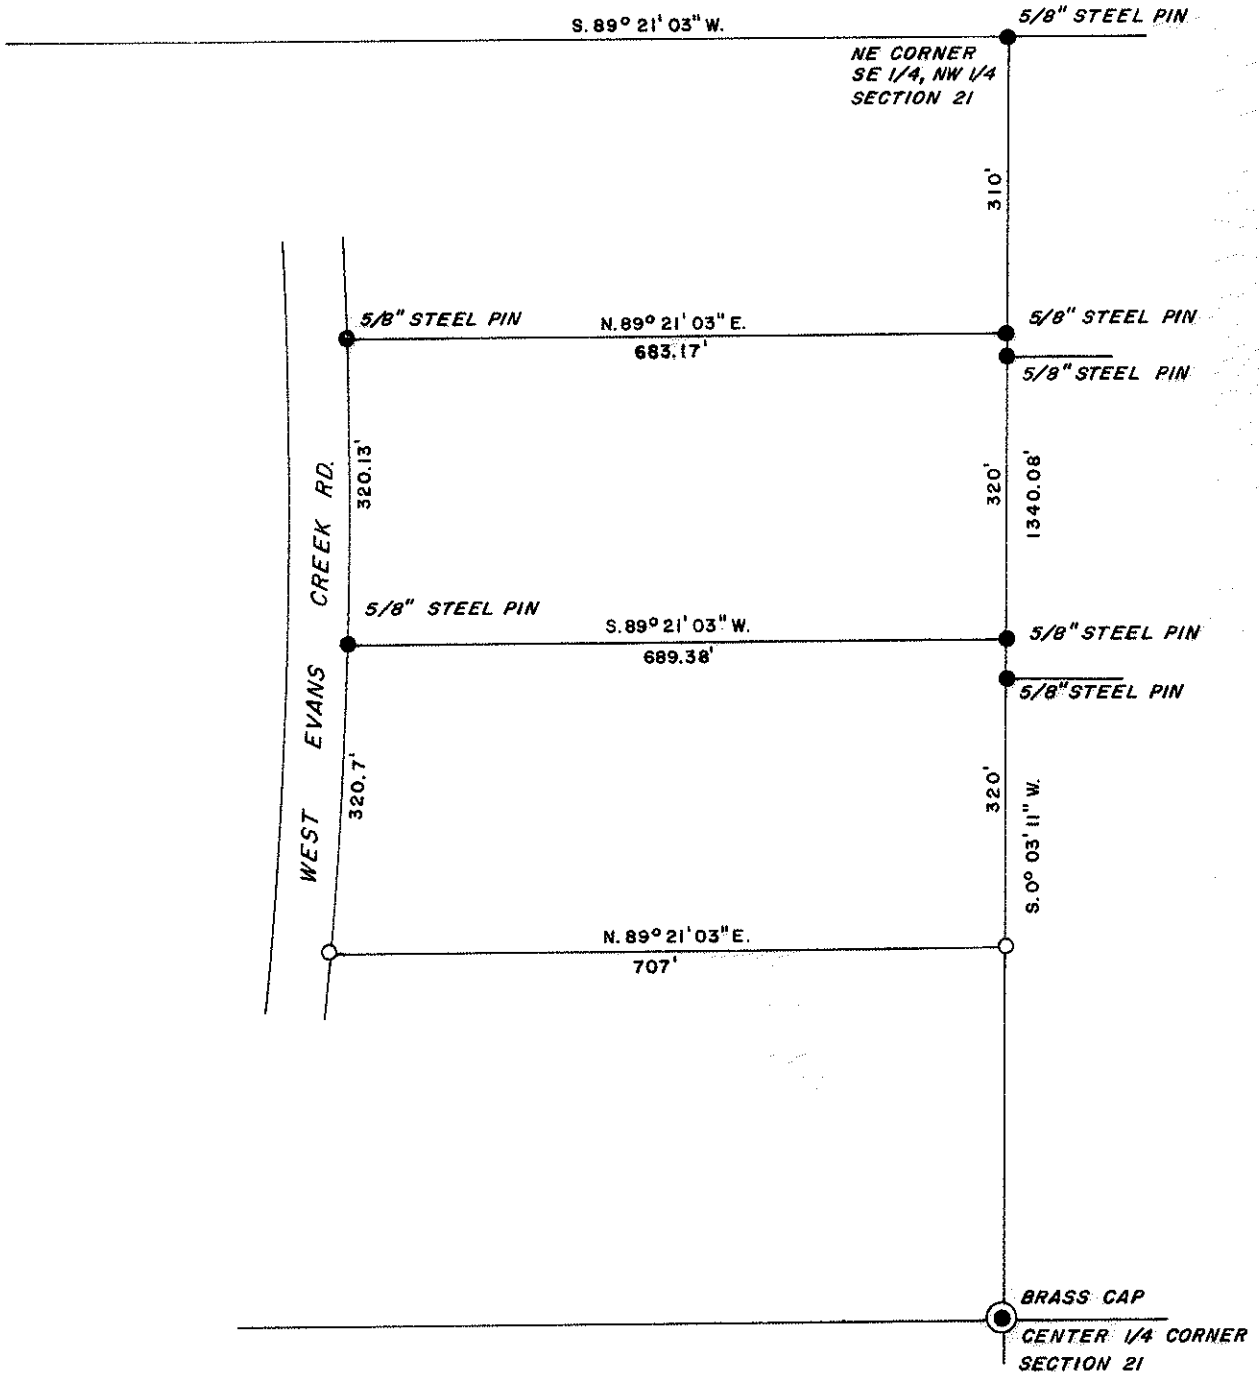 S. 89° 21' 03" W.
5/8" STEEL PIN
NE CORNER
SE 1/4, NW 1/4
SECTION 21
310'
5/8" STEEL PIN
N. 89° 21' 03" E.
683.17'
5/8" STEEL PIN
5/8" STEEL PIN
320.13'
320'
1340.08'
WEST EVANS CREEK RD.
5/8" STEEL PIN
S. 89° 21' 03" W.
689.38'
5/8" STEEL PIN
5/8" STEEL PIN
320.7'
320'
S. 0° 03' 11" W.
N. 89° 21' 03" E.
707'
BRASS CAP
CENTER 1/4 CORNER
SECTION 21